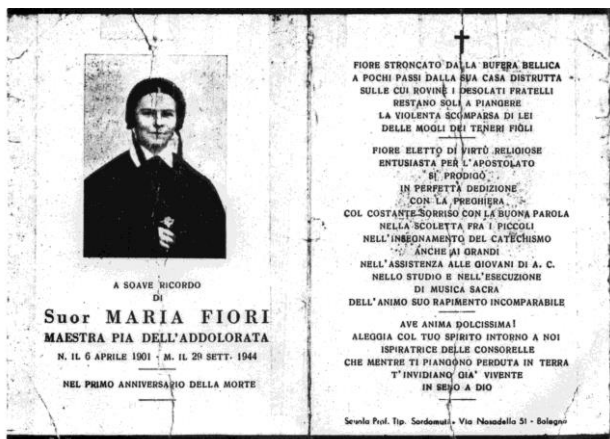 A SOAVE RICORDO
DI
Suor MARIA FIORI
MAESTRA PIA DELL'ADDOLORATA
N. IL 6 APRILE 1901 - M. IL 29 SETT. 1944
NEL PRIMO ANNIVERSARIO DELLA MORTE
FIORE STRONCATO DALLA BUFERA BELLICA
A POCHI PASSI DALLA SUA CASA DISTRUTTA
SULLE CUI ROVINE I DESOLATI FRATELLI
RESTANO SOLI A PIANGERE
LA VIOLENTA SCOMPARSA DI LEI
DELLE MOGLI DEI TENERI FIGLI
FIORE ELETTO DI VIRTÙ RELIGIOSE
ENTUSIASTA PER L'APOSTOLATO
SI PRODIGÒ
IN PERFETTA DEDIZIONE
CON LA PREGHIERA
COL COSTANTE SORRISO CON LA BUONA PAROLA
NELLA SCOLETTA FRA I PICCOLI
NELL'INSEGNAMENTO DEL CATECHISMO
ANCHE AI GRANDI
NELL'ASSISTENZA ALLE GIOVANI DI A. C.
NELLO STUDIO E NELL'ESECUZIONE
DI MUSICA SACRA
DELL'ANIMO SUO RAPIMENTO INCOMPARABILE
AVE ANIMA DOLCISSIMA!
ALEGGIA COL TUO SPIRITO INTORNO A NOI
ISPIRATRICE DELLE CONSORELLE
CHE MENTRE TI PIANGONO PERDUTA IN TERRA
T'INVIDIANO GIA' VIVENTE
IN SENO A DIO
Scuola Prof. Tip. Sordomuti - Via Nosadella 51 - Bologna